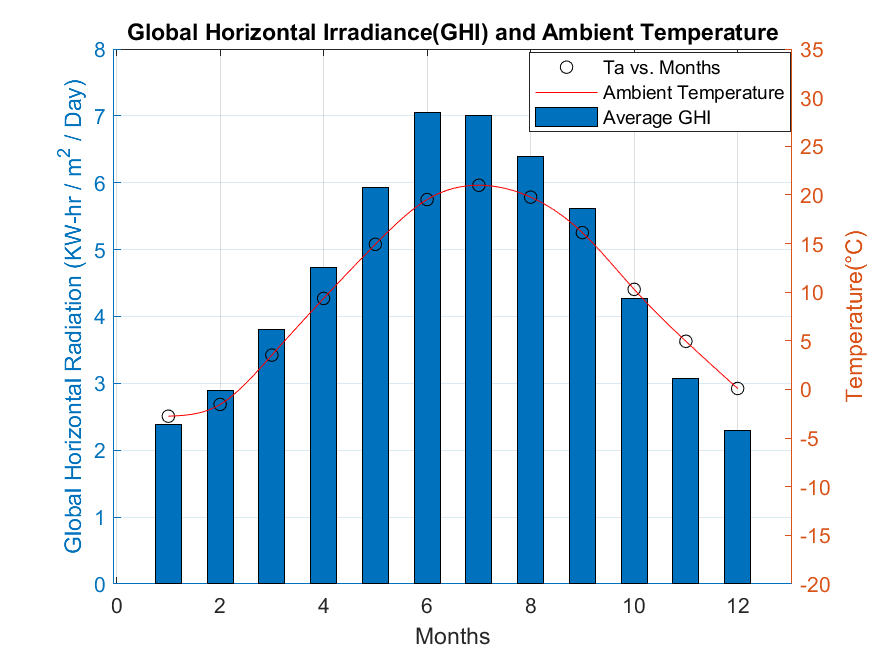 Global Horizontal Irradiance(GHI) and Ambient Temperature
Ta vs. Months
Ambient Temperature
Average GHI
Global Horizontal Radiation (KW-hr / m² / Day)
8
7
6
5
4
3
2
1
0
35
30
25
20
15
10
5
0
-5
-10
-15
-20
Temperature(°C)
0 2 4 6 8 10 12
Months